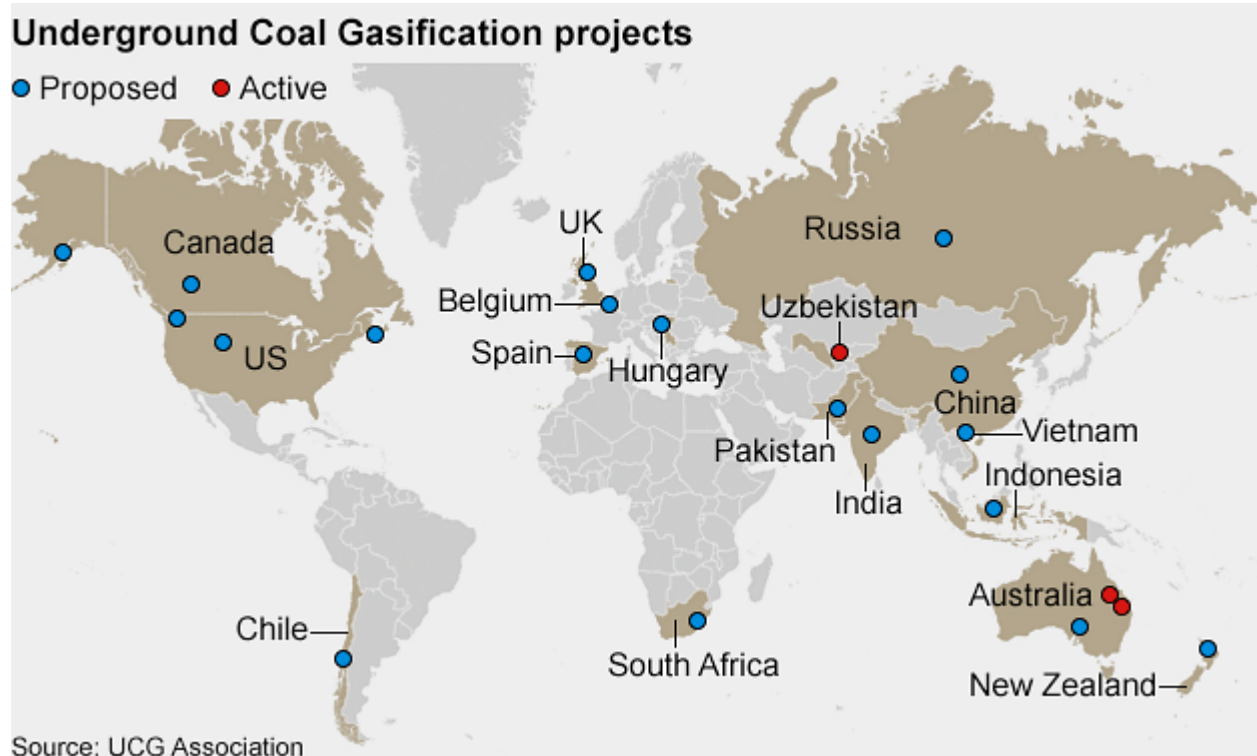 Underground Coal Gasification projects
Proposed Active
UK
Canada
Russia
Belgium
Uzbekistan
Spain
US
Hungary
China
Pakistan
Vietnam
Indonesia
India
Australia
Chile
South Africa
New Zealand
Source: UCG Association